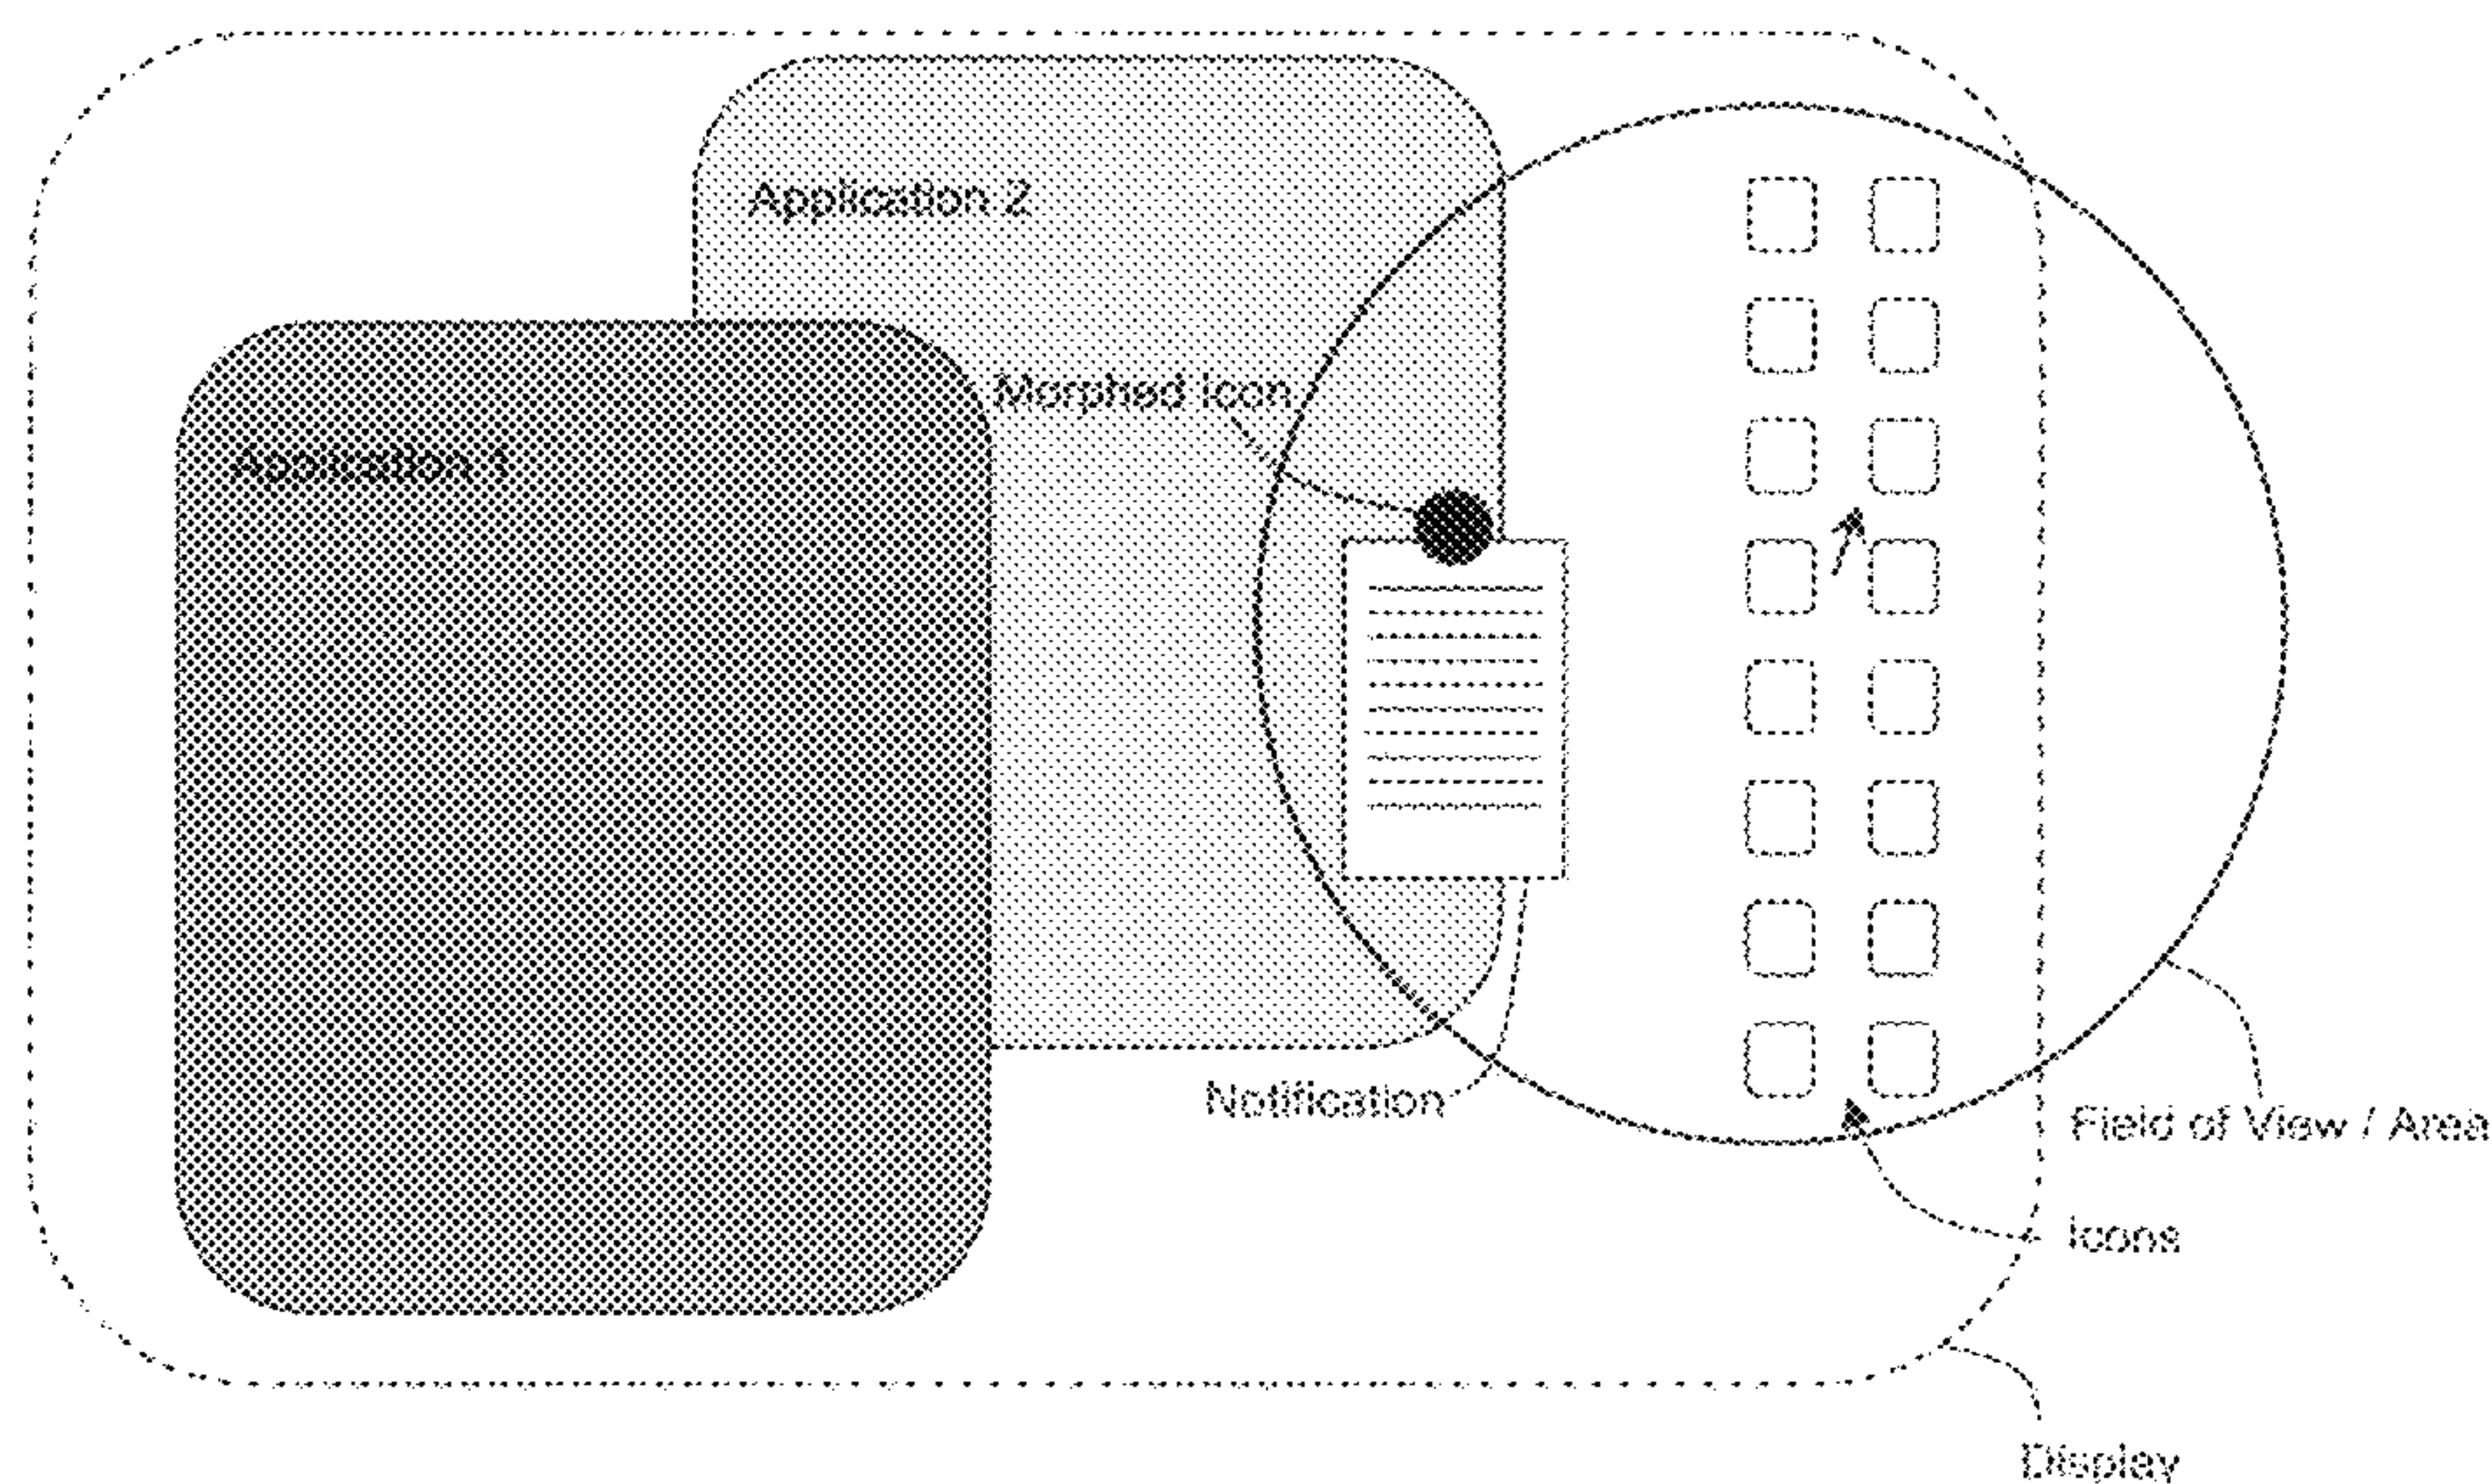 Application 2
Morphed Icon
Application 1
Notification
Field of View / Area
Icons
Display